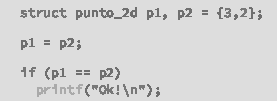 struct punto_2d p1, p2 = {3,2};
p1 = p2;
if (p1 == p2)
printf("Ok!\n");